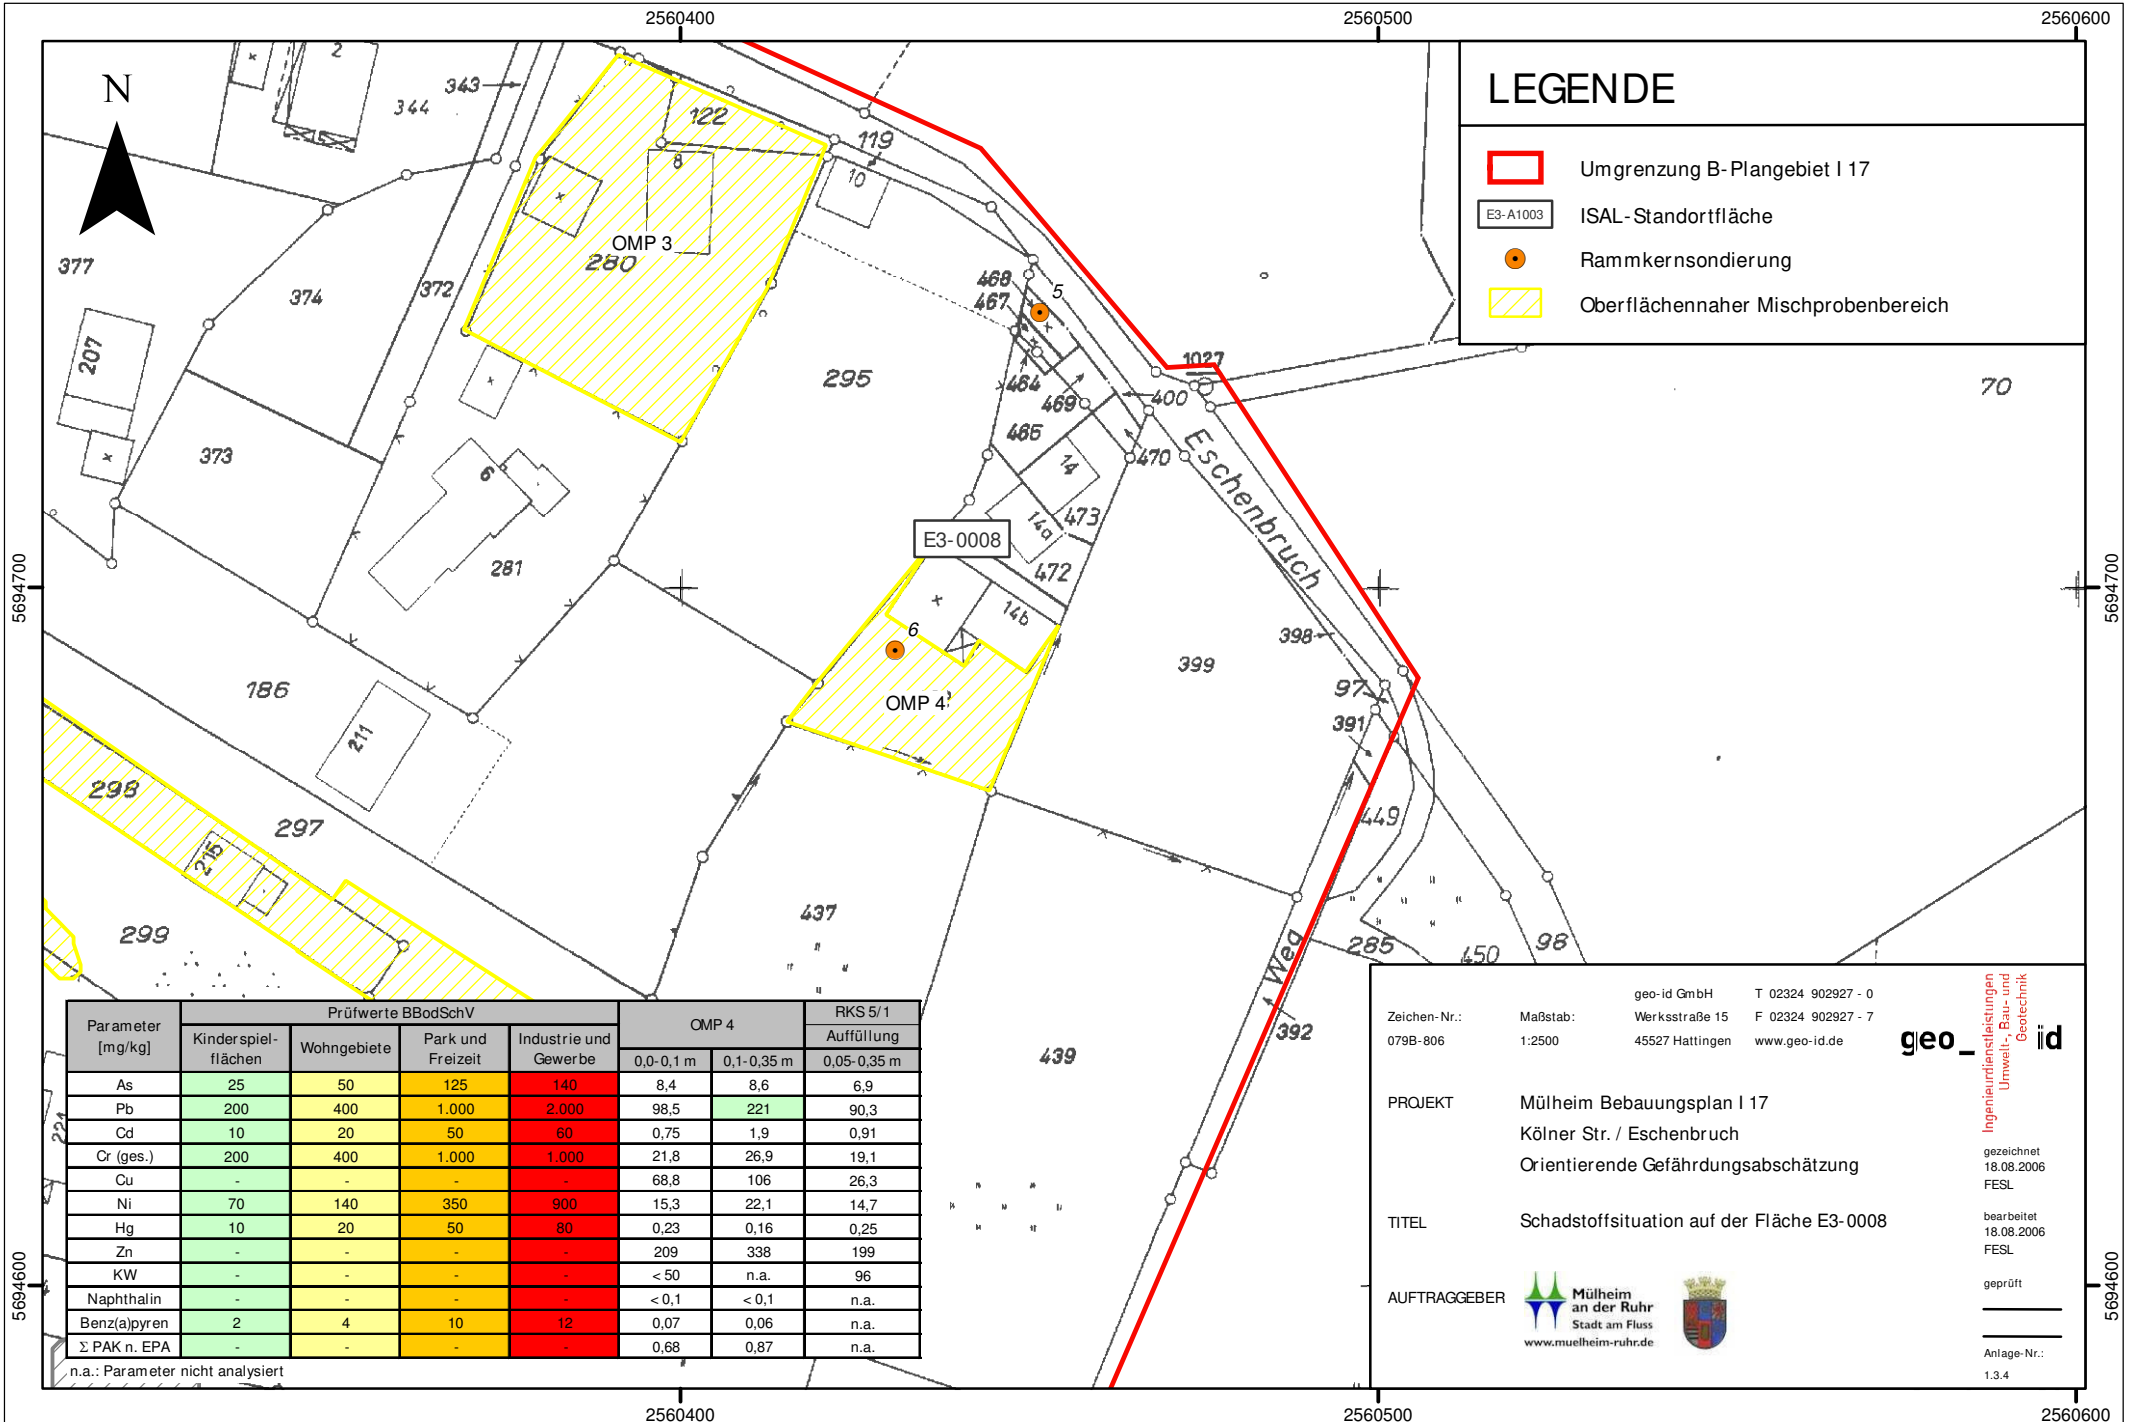 2560400
2560500
2560600
N
2
343
344
122
119
8
10
OMP 3
280
377
374
372
468
5
467
207
295
464
469
400
1027
70
373
6
465
470
14
Eschenbruch
473
14a
E3-0008
472
281
14b
5694700
5694700
6
398
399
186
OMP 4
97
391
211
298
449
297
215
437
299
Weg
285
450
98
439
392
LEGENDE
Umgrenzung B-Plangebiet I 17
E3-A1003
ISAL-Standortfläche
Rammkernsondierung
Oberflächennaher Mischprobenbereich
Parameter [mg/kg] Prüfwerte BBodSchV OMP 4 RKS 5/1
Kinderspiel-flächen Wohngebiete Park und Freizeit Industrie und Gewerbe Auffüllung
0,0-0,1 m 0,1-0,35 m 0,05-0,35 m
As 25 50 125 140 8,4 8,6 6,9
Pb 200 400 1.000 2.000 98,5 221 90,3
Cd 10 20 50 60 0,75 1,9 0,91
Cr (ges.) 200 400 1.000 1.000 21,8 26,9 19,1
Cu - - - - 68,8 106 26,3
Ni 70 140 350 900 15,3 22,1 14,7
Hg 10 20 50 80 0,23 0,16 0,25
Zn - - - - 209 338 199
KW - - - - < 50 n.a. 96
Naphthalin - - - - < 0,1 < 0,1 n.a.
Benz(a)pyren 2 4 10 12 0,07 0,06 n.a.
Σ PAK n. EPA - - - - 0,68 0,87 n.a.
n.a.: Parameter nicht analysiert
Zeichen-Nr.:
079B-806
Maßstab:
1:2500
geo-id GmbH
Werksstraße 15
45527 Hattingen
T 02324 902927 - 0
F 02324 902927 - 7
www.geo-id.de
geo_id
Ingenieurdienstleistungen
Umwelt-, Bau- und
Geotechnik
PROJEKT
Mülheim Bebauungsplan I 17
Kölner Str. / Eschenbruch
Orientierende Gefährdungsabschätzung
gezeichnet
18.08.2006
FESL
TITEL
Schadstoffsituation auf der Fläche E3-0008
bearbeitet
18.08.2006
FESL
geprüft
AUFTRAGGEBER
Mülheim
an der Ruhr
Stadt am Fluss
www.muelheim-ruhr.de
Anlage-Nr.:
1.3.4
5694600
5694600
2560400
2560500
2560600